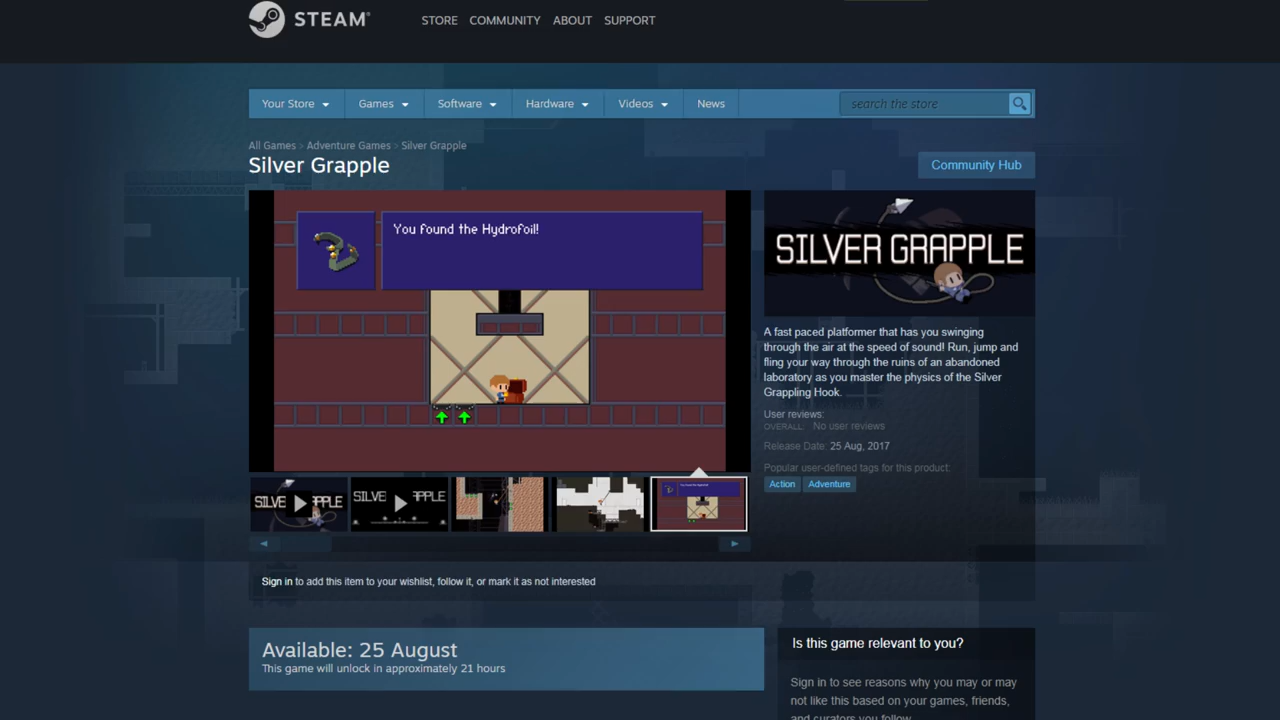 STEAM®
STORE COMMUNITY ABOUT SUPPORT
Your Store Games Software Hardware Videos News search the store
All Games > Adventure Games > Silver Grapple
Silver Grapple
Community Hub
You found the Hydrofoil!
SILVER GRAPPLE
A fast paced platformer that has you swinging
through the air at the speed of sound! Run, jump and
fling your way through the ruins of an abandoned
laboratory as you master the physics of the Silver
Grappling Hook.
User reviews:
OVERALL: No user reviews
Release Date: 25 Aug, 2017
Popular user-defined tags for this product:
Action Adventure
Sign in to add this item to your wishlist, follow it, or mark it as not interested
Available: 25 August
This game will unlock in approximately 21 hours
Is this game relevant to you?
Sign in to see reasons why you may or may
not like this based on your games, friends,
and curators you follow.